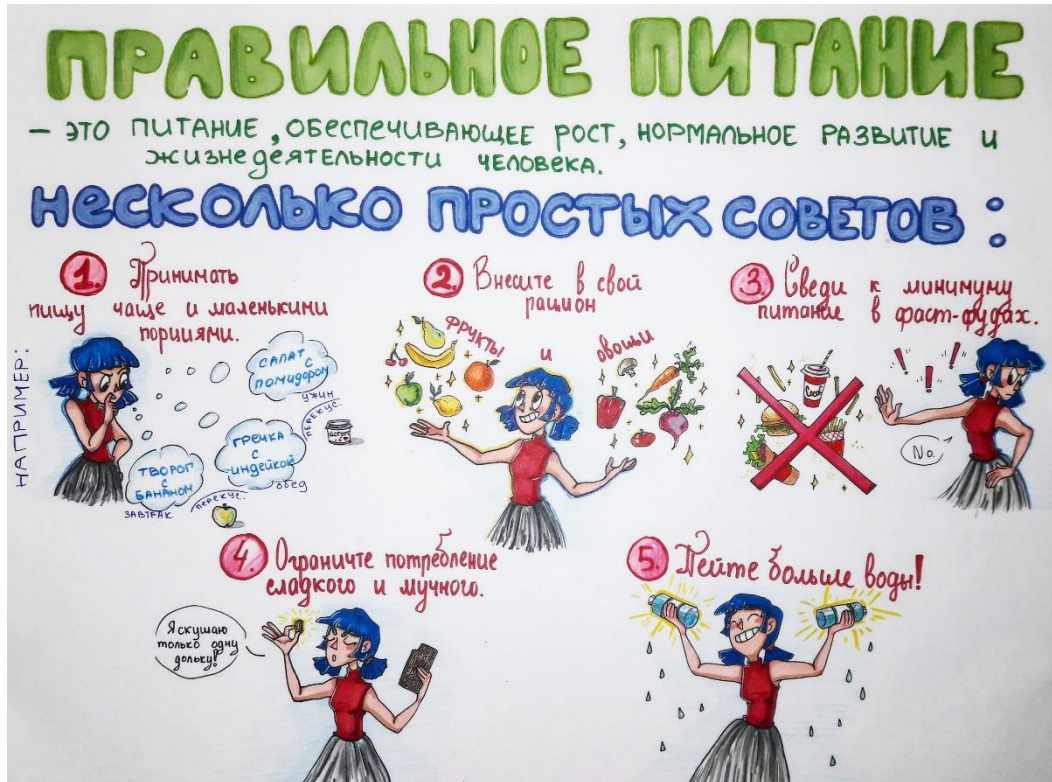 ПРАВИЛЬНОЕ ПИТАНИЕ
– ЭТО ПИТАНИЕ, ОБЕСПЕЧИВАЮЩЕЕ РОСТ, НОРМАЛЬНОЕ РАЗВИТИЕ И
ЖИЗНЕДЕЯТЕЛЬНОСТИ ЧЕЛОВЕКА.
НЕСКОЛЬКО ПРОСТЫХ СОВЕТОВ:
1. Принимать
пищу чаще и маленькими
порциями.
НАПРИМЕР:
САЛАТ
С
ПОМИДОРОМ
УЖИН
ПЕРЕКУС.
ГРЕЧКА
С
ИНДЕЙКОЙ
ОБЕД
ПЕРЕКУС.
ТВОРОГ
С
БАНАНОМ
ЗАВТРАК
2. Внесите в свой
рацион
ФРУКТЫ И ОВОЩИ
3. Сведи к минимуму
питание в фаст-фудах.
No.
4. Ограничте потребление
сладкого и мучного.
Я скушаю
только одну
дольку!
5. Пейте больше воды!